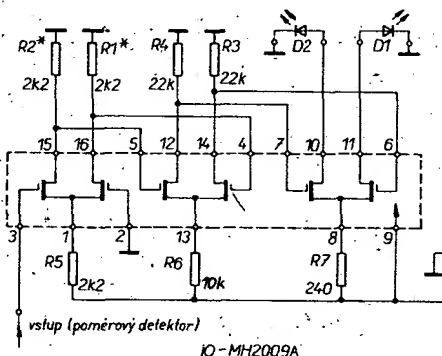 R2* R1* R4 R3 D2 D1
2k2 2k2 22k 22k
15 16 5 12 14 4 7 10 11 6
3 1 2 13 8 9
R5 R6 R7
2k2 10k 240
vstup (poměrový detektor)
IO - MH2009A